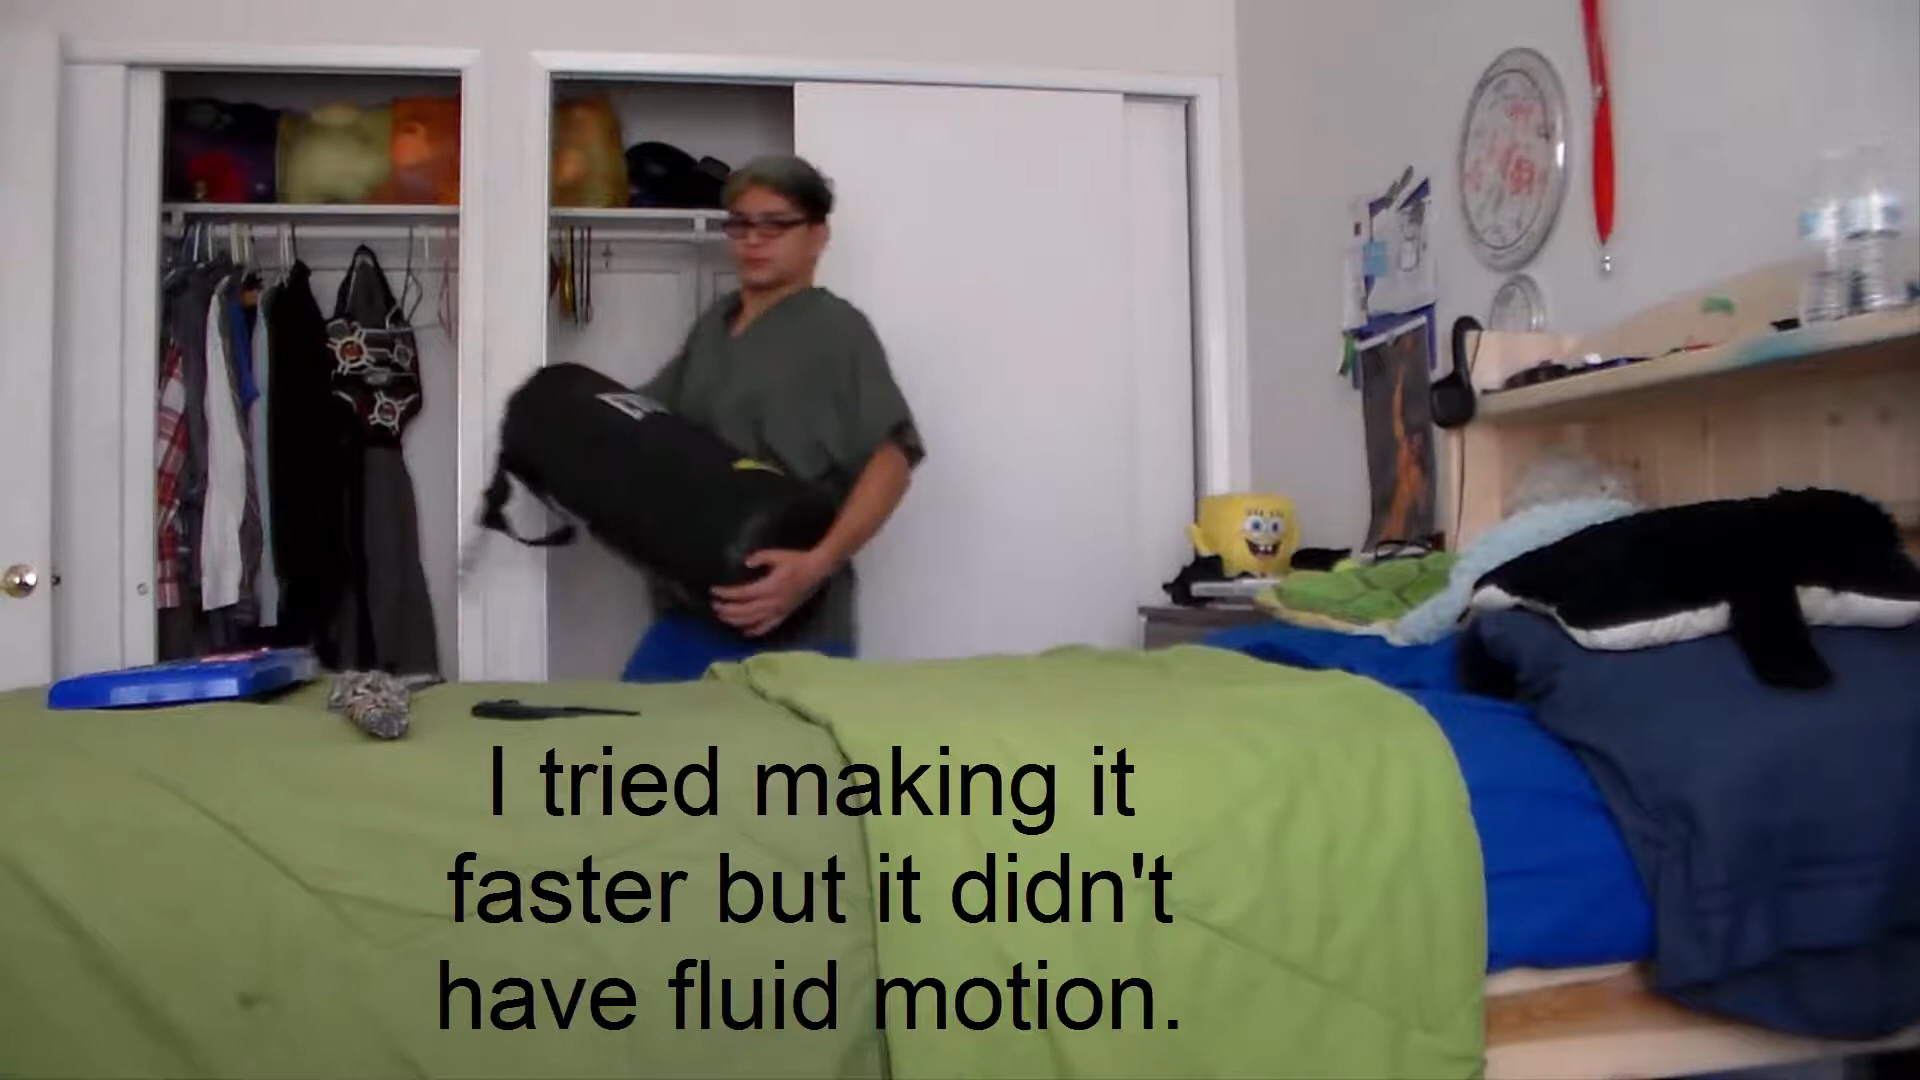 I tried making it
faster but it didn't
have fluid motion.